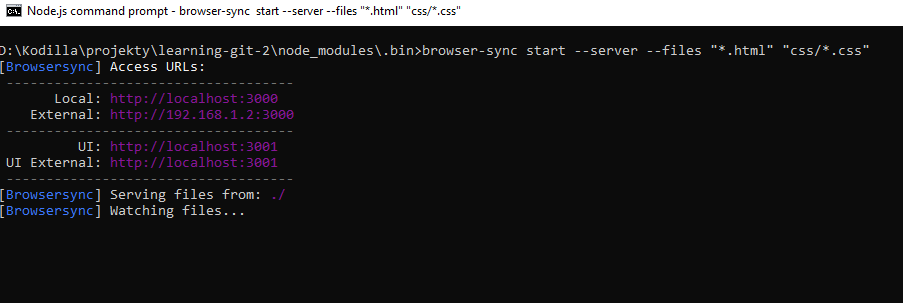 Node.js command prompt - browser-sync  start --server --files "*.html" "css/*.css"
D:\Kodilla\projekty\learning-git-2\node_modules\.bin>browser-sync start --server --files "*.html" "css/*.css"
[Browsersync] Access URLs:
------------------------------------
Local: http://localhost:3000
External: http://192.168.1.2:3000
------------------------------------
UI: http://localhost:3001
UI External: http://localhost:3001
------------------------------------
[Browsersync] Serving files from: ./
[Browsersync] Watching files...